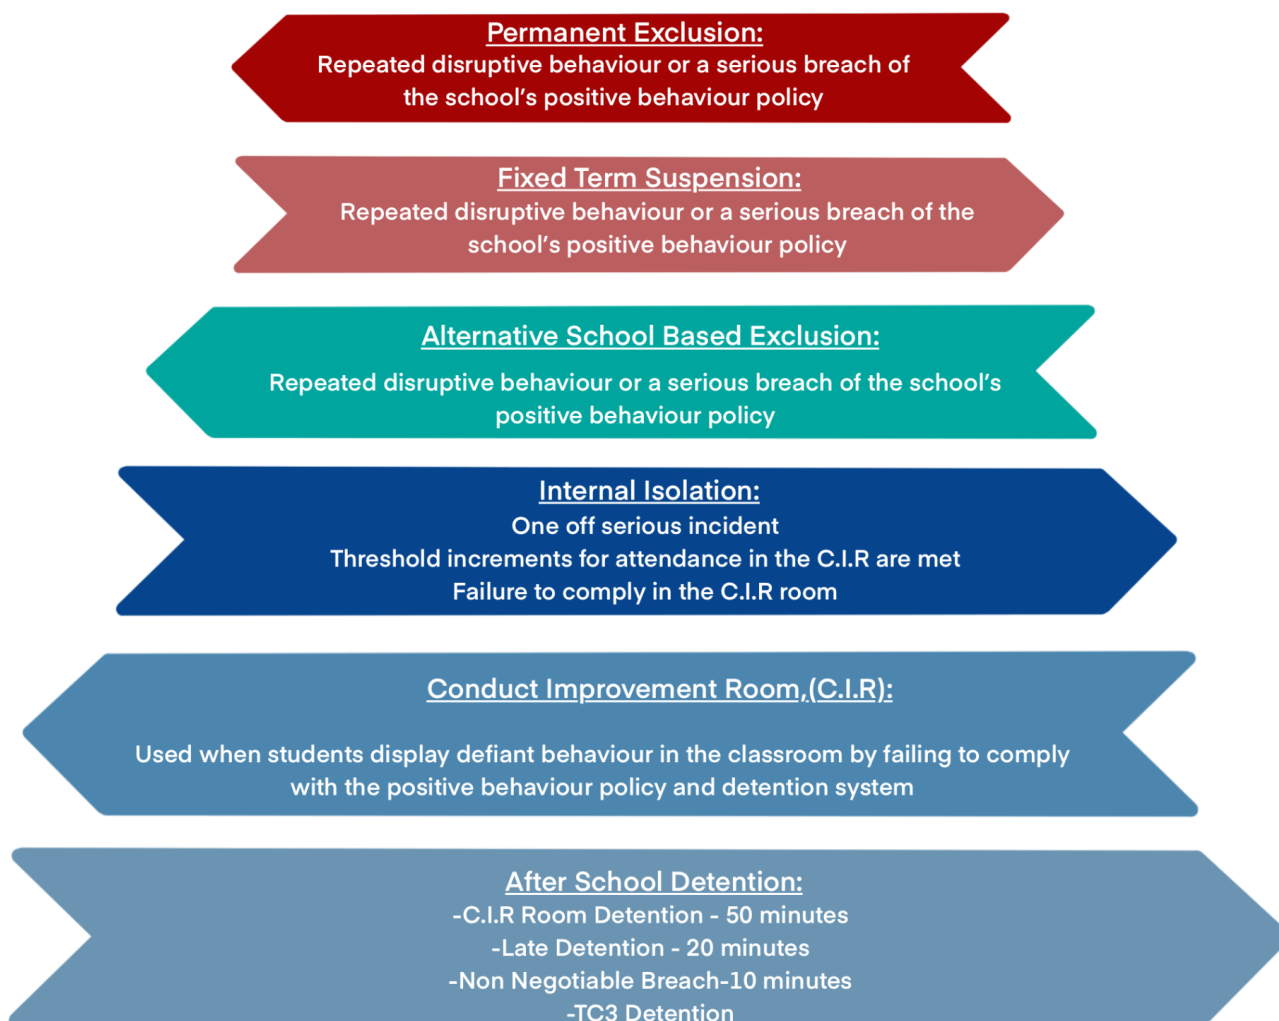 Permanent Exclusion:
Repeated disruptive behaviour or a serious breach of
the school's positive behaviour policy
Fixed Term Suspension:
Repeated disruptive behaviour or a serious breach of the
school's positive behaviour policy
Alternative School Based Exclusion:
Repeated disruptive behaviour or a serious breach of the school's
positive behaviour policy
Internal Isolation:
One off serious incident
Threshold increments for attendance in the C.I.R are met
Failure to comply in the C.I.R room
Conduct Improvement Room,(C.I.R):
Used when students display defiant behaviour in the classroom by failing to comply
with the positive behaviour policy and detention system
After School Detention:
-C.I.R Room Detention - 50 minutes
-Late Detention - 20 minutes
-Non Negotiable Breach-10 minutes
-TC3 Detention